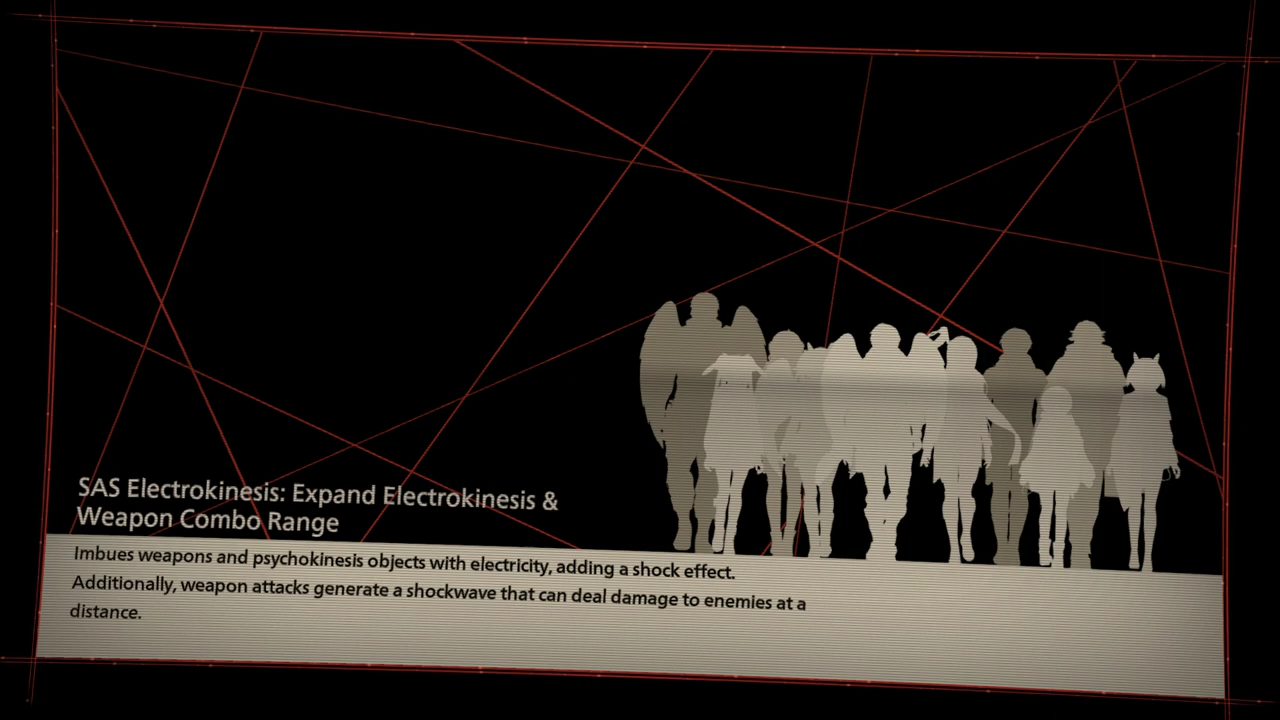 SAS Electrokinesis: Expand Electrokinesis &
Weapon Combo Range
Imbues weapons and psychokinesis objects with electricity, adding a shock effect.
Additionally, weapon attacks generate a shockwave that can deal damage to enemies at a
distance.